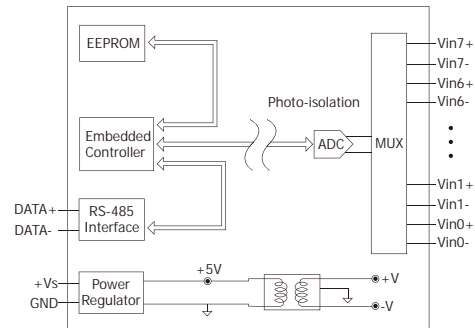 EEPROM
Vin7+
Vin7-
Vin6+
Vin6-
Photo-isolation
Embedded
Controller
ADC
MUX
DATA+
DATA-
RS-485
Interface
Vin1+
Vin1-
Vin0+
Vin0-
+Vs
GND
Power
Regulator
+5V
+V
-V